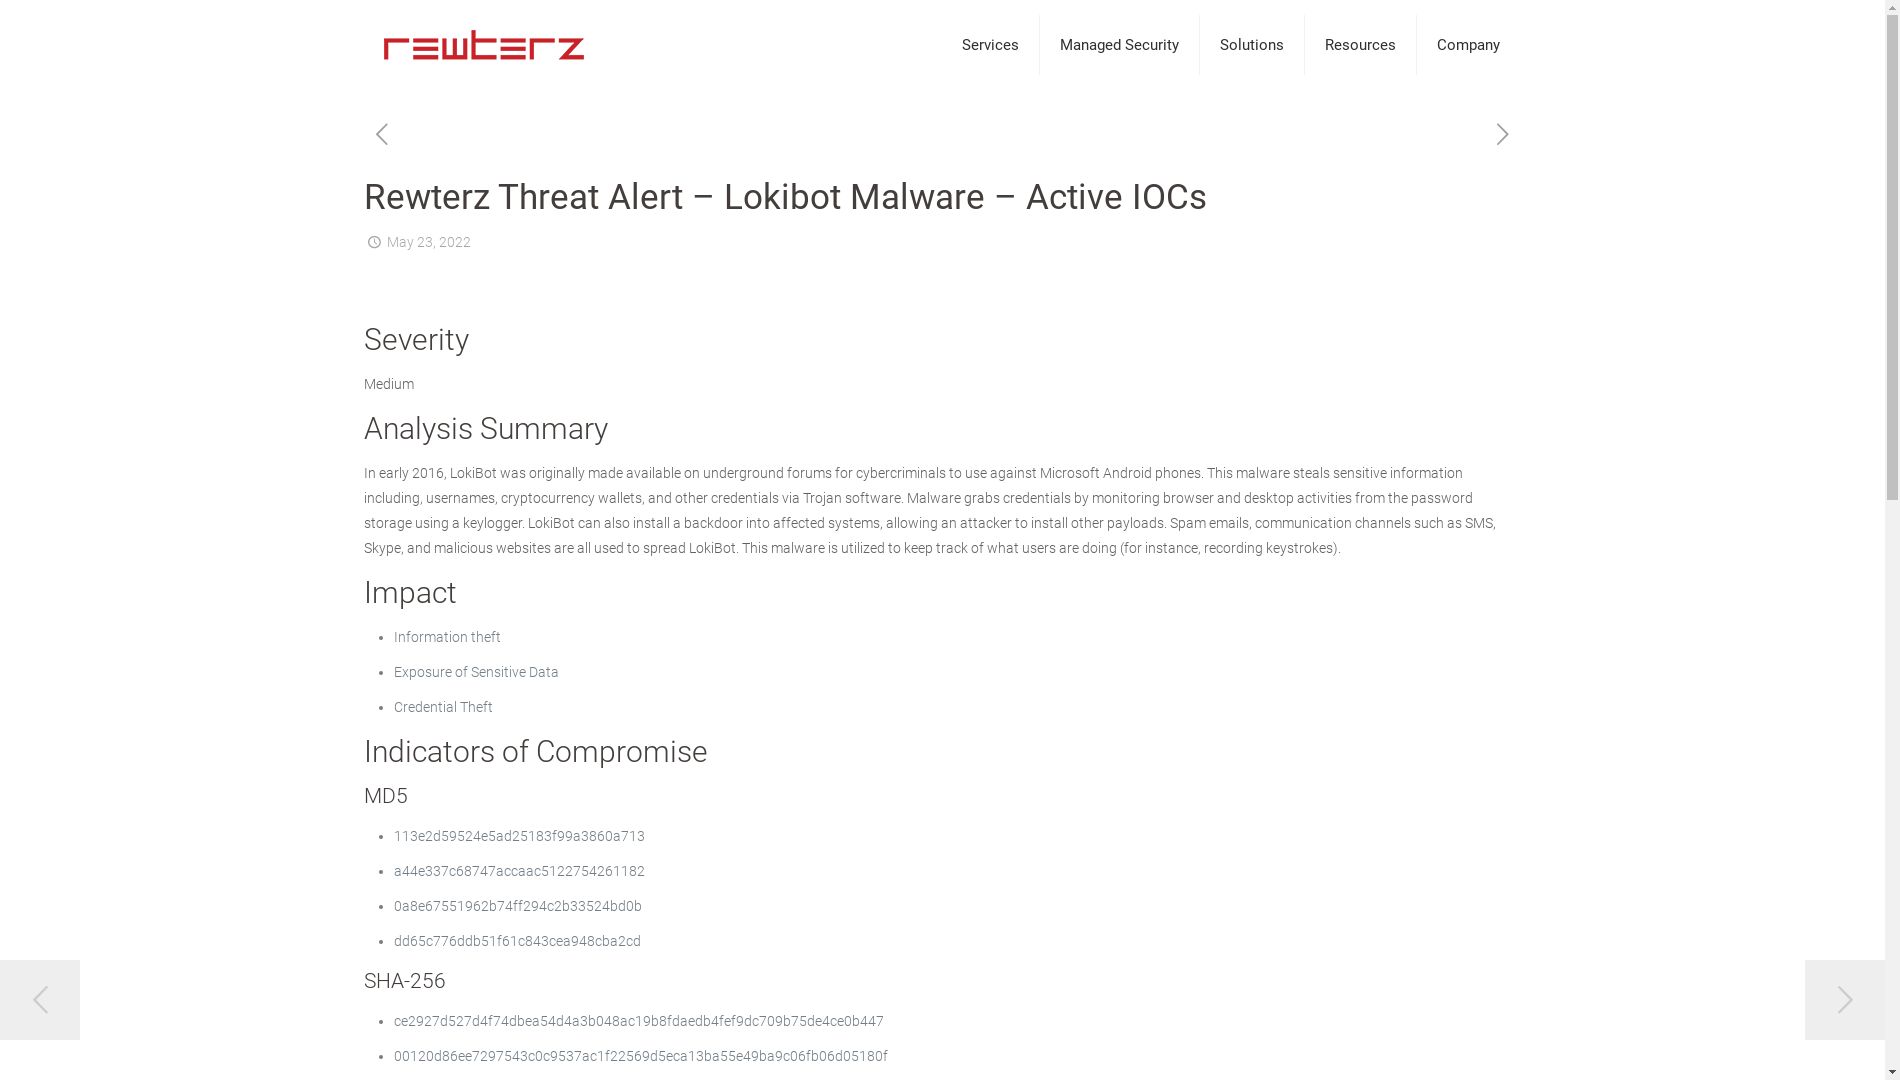 rewterz
Services
Managed Security
Solutions
Resources
Company
Rewterz Threat Alert – Lokibot Malware – Active IOCs
May 23, 2022
Severity
Medium
Analysis Summary
In early 2016, LokiBot was originally made available on underground forums for cybercriminals to use against Microsoft Android phones. This malware steals sensitive information
including, usernames, cryptocurrency wallets, and other credentials via Trojan software. Malware grabs credentials by monitoring browser and desktop activities from the password
storage using a keylogger. LokiBot can also install a backdoor into affected systems, allowing an attacker to install other payloads. Spam emails, communication channels such as SMS,
Skype, and malicious websites are all used to spread LokiBot. This malware is utilized to keep track of what users are doing (for instance, recording keystrokes).
Impact
Information theft
Exposure of Sensitive Data
Credential Theft
Indicators of Compromise
MD5
113e2d59524e5ad25183f99a3860a713
a44e337c68747accaac5122754261182
0a8e67551962b74ff294c2b33524bd0b
dd65c776ddb51f61c843cea948cba2cd
SHA-256
ce2927d527d4f74dbea54d4a3b048ac19b8fdaedb4fef9dc709b75de4ce0b447
00120d86ee7297543c0c9537ac1f22569d5eca13ba55e49ba9c06fb06d05180f